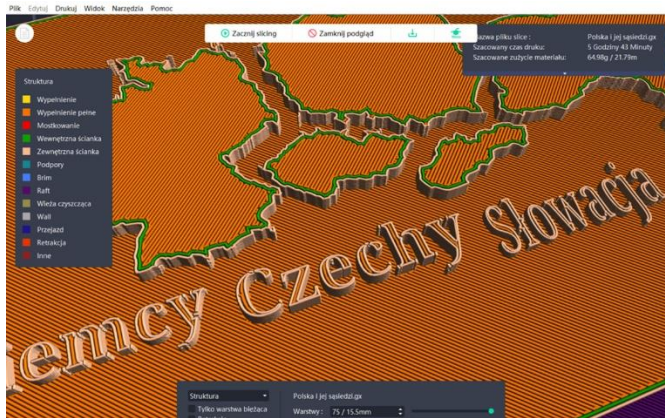 Plik Edytuj Drukuj Widok Narzędzia Pomoc
Zacznij slicing Zamknij podgląd
Nazwa pliku slice : Polska i jej sąsiedzi.gx
Szacowany czas druku: 5 Godziny 43 Minuty
Szacowane zużycie materiału: 64.98g / 21.79m
Struktura
Wypełnienie
Wypełnienie pełne
Mostkowanie
Wewnętrzna ścianka
Zewnętrzna ścianka
Podpory
Brim
Raft
Wieża czyszcząca
Wall
Przejazd
Retrakcja
Inne
iemcy Czechy Słowacja
Struktura Polska i jej sąsiedzi.gx
Tylko warstwa bieżąca
Warstwy : 75 / 15.5mm